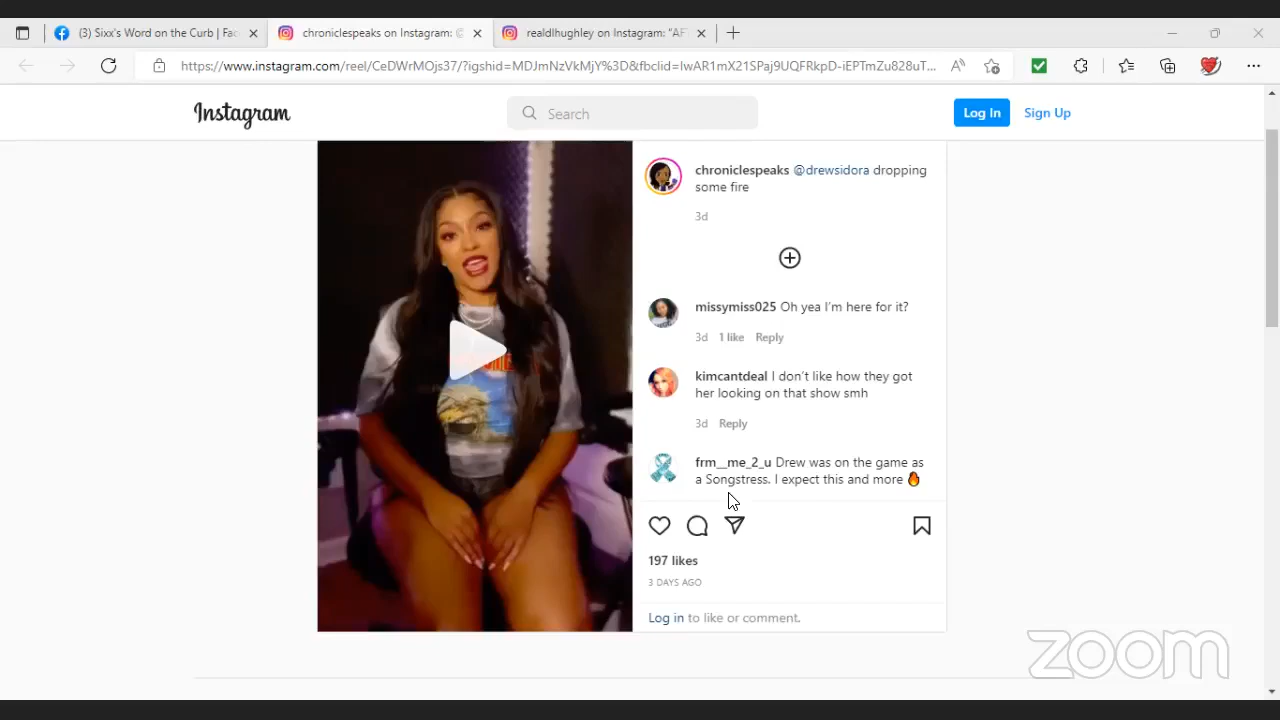 (3) Sixx's Word on the Curb | Fac
chroniclespeaks on Instagram: @
realdlhughley on Instagram: "AFT
https://www.instagram.com/reel/CeDWrMOjs37/?igshid=MDJmNzVkMjY%3D&fbclid=IwAR1mX21SPaj9UQFRkpD-iEPTmZu828uT...
Instagram
Search
Log In
Sign Up
chroniclespeaks @drewsidora dropping
some fire
3d
missymiss025 Oh yea I'm here for it?
3d 1 like Reply
kimcantdeal I don't like how they got
her looking on that show smh
3d Reply
frm__me_2_u Drew was on the game as
a Songstress. I expect this and more 🔥
197 likes
3 DAYS AGO
Log in to like or comment.
zoom